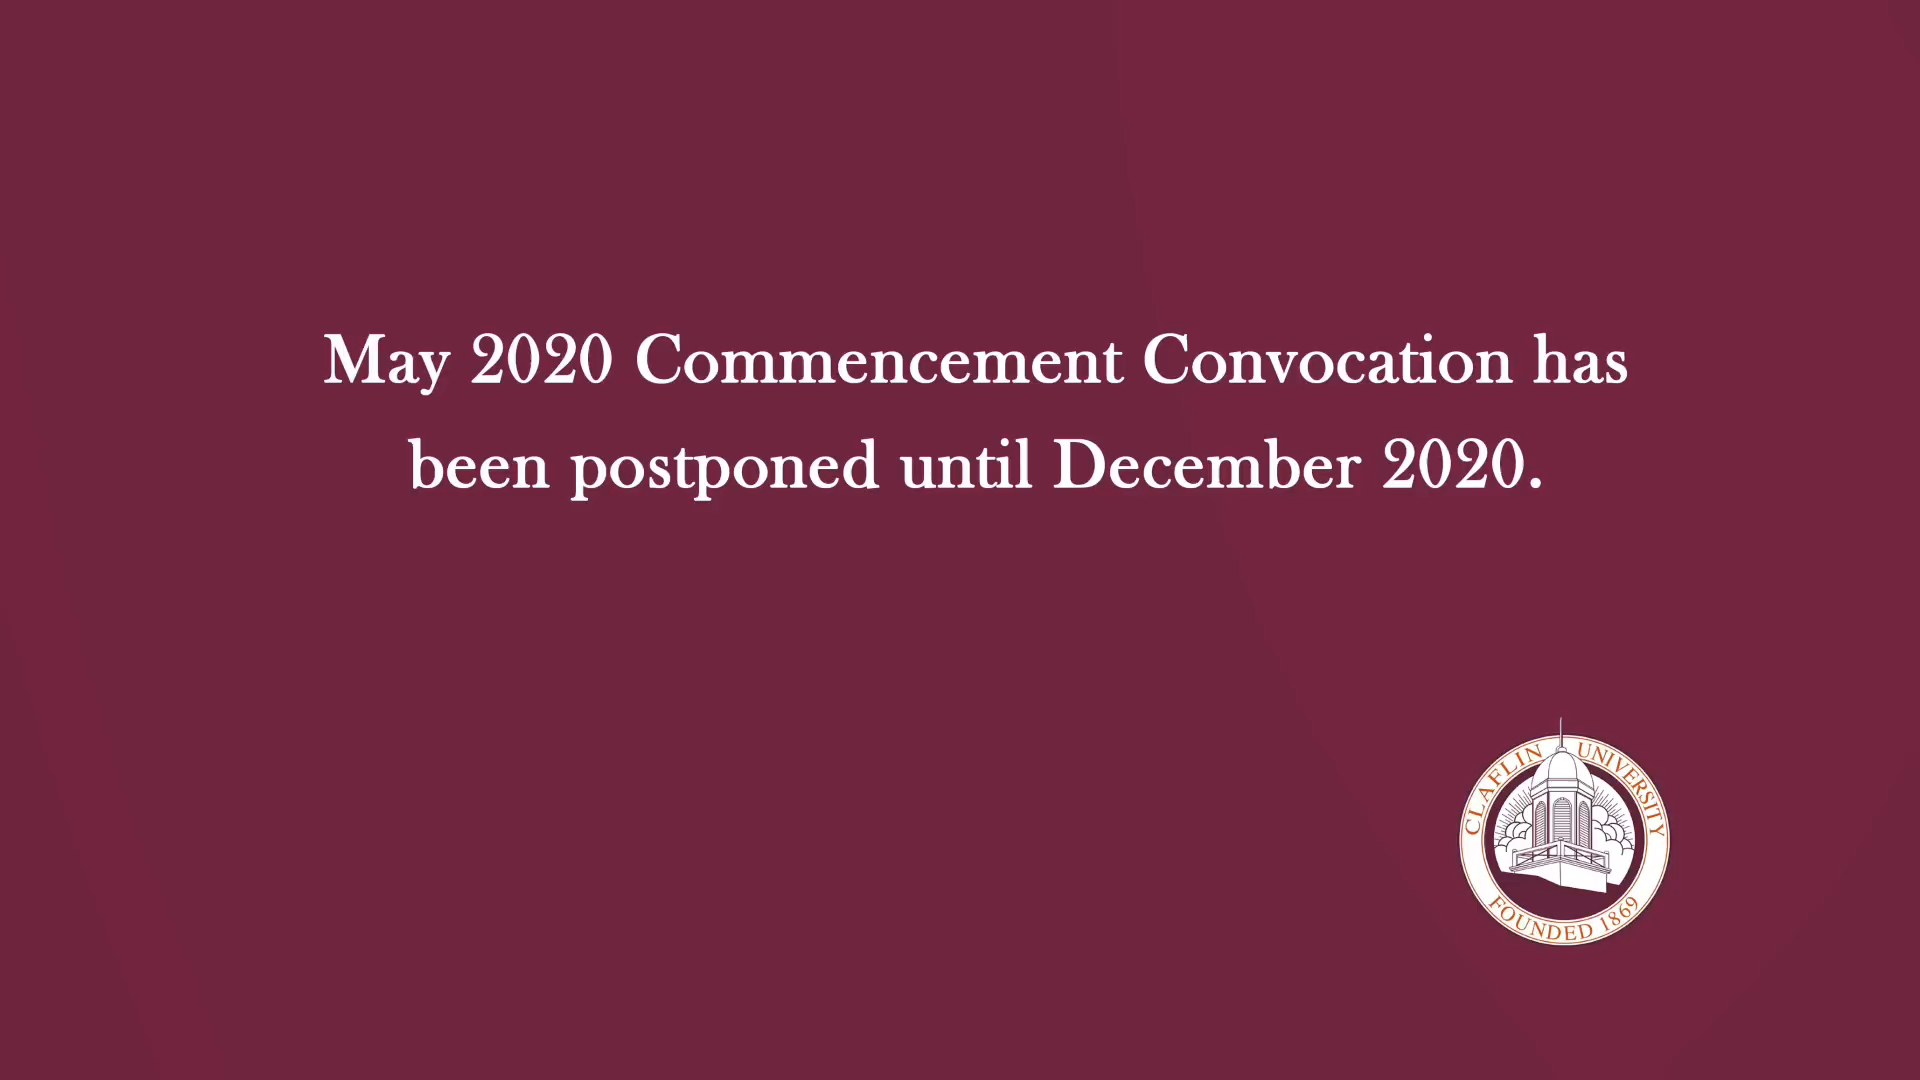 May 2020 Commencement Convocation has
been postponed until December 2020.
CLAFLIN UNIVERSITY
FOUNDED 1869